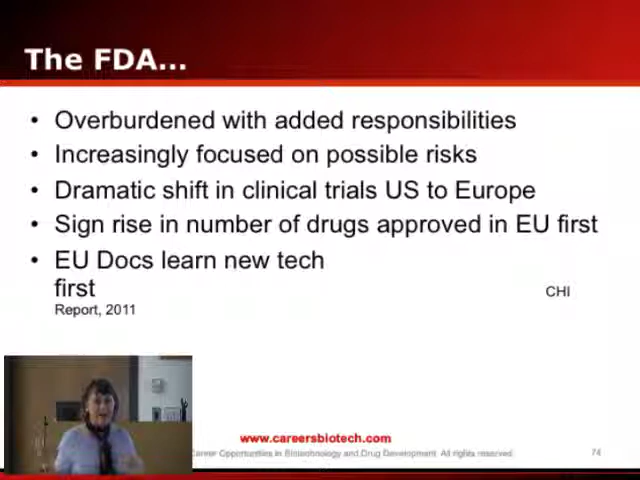 The FDA...
• Overburdened with added responsibilities
• Increasingly focused on possible risks
• Dramatic shift in clinical trials US to Europe
• Sign rise in number of drugs approved in EU first
• EU Docs learn new tech
first CHI
Report, 2011
www.careersbiotech.com
Career Opportunities in Biotechnology and Drug Development. All rights reserved. 74